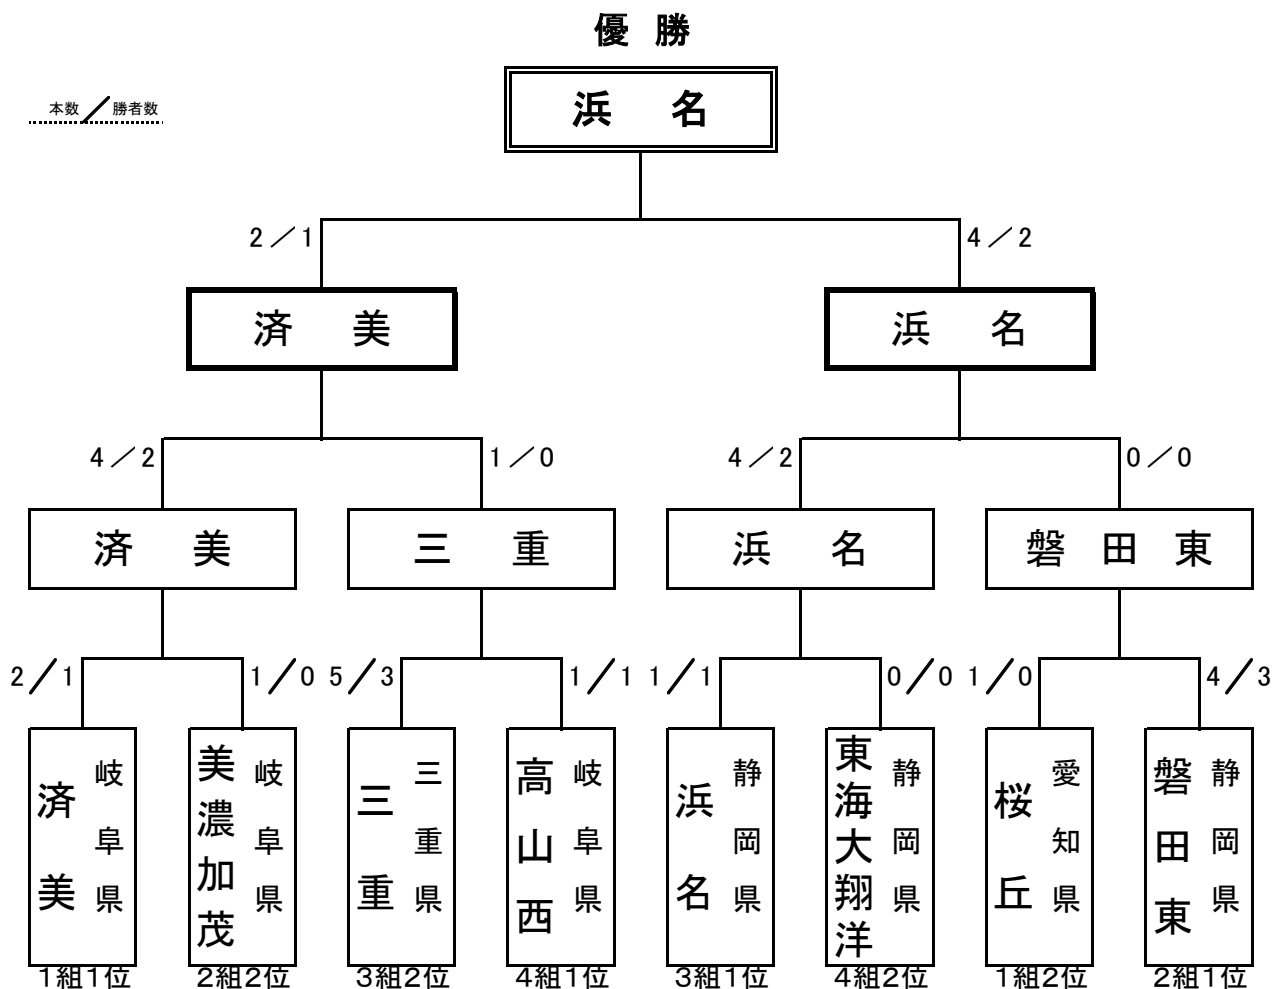 優 勝
本数／勝者数
浜 名
2／1
4／2
済 美
浜 名
4／2
1／0
4／2
0／0
済 美
三 重
浜 名
磐 田 東
2／1
1／0
5／3
1／1
1／1
0／0
1／0
4／3
岐阜県
済美
岐阜県
美濃加茂
三重県
三重
岐阜県
高山西
静岡県
浜名
静岡県
東海大翔洋
愛知県
桜丘
静岡県
磐田東
1組1位
2組2位
3組2位
4組1位
3組1位
4組2位
1組2位
2組1位